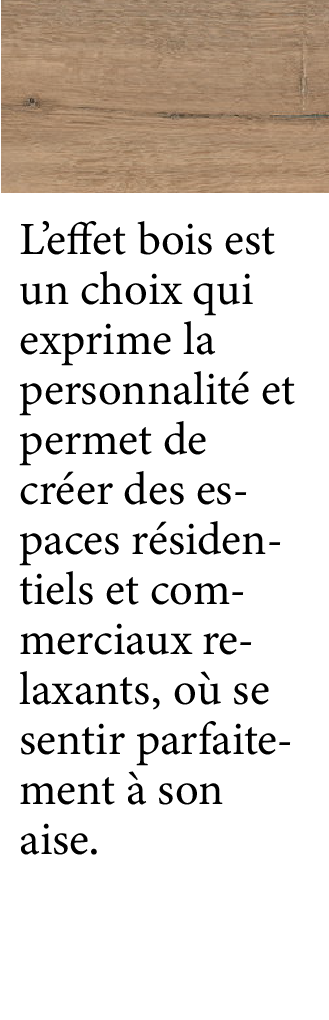 L’effet bois est
un choix qui
exprime la
personnalité et
permet de
créer des es-
paces résiden-
tiels et com-
merciaux re-
laxants, où se
sentir parfaite-
ment à son
aise.